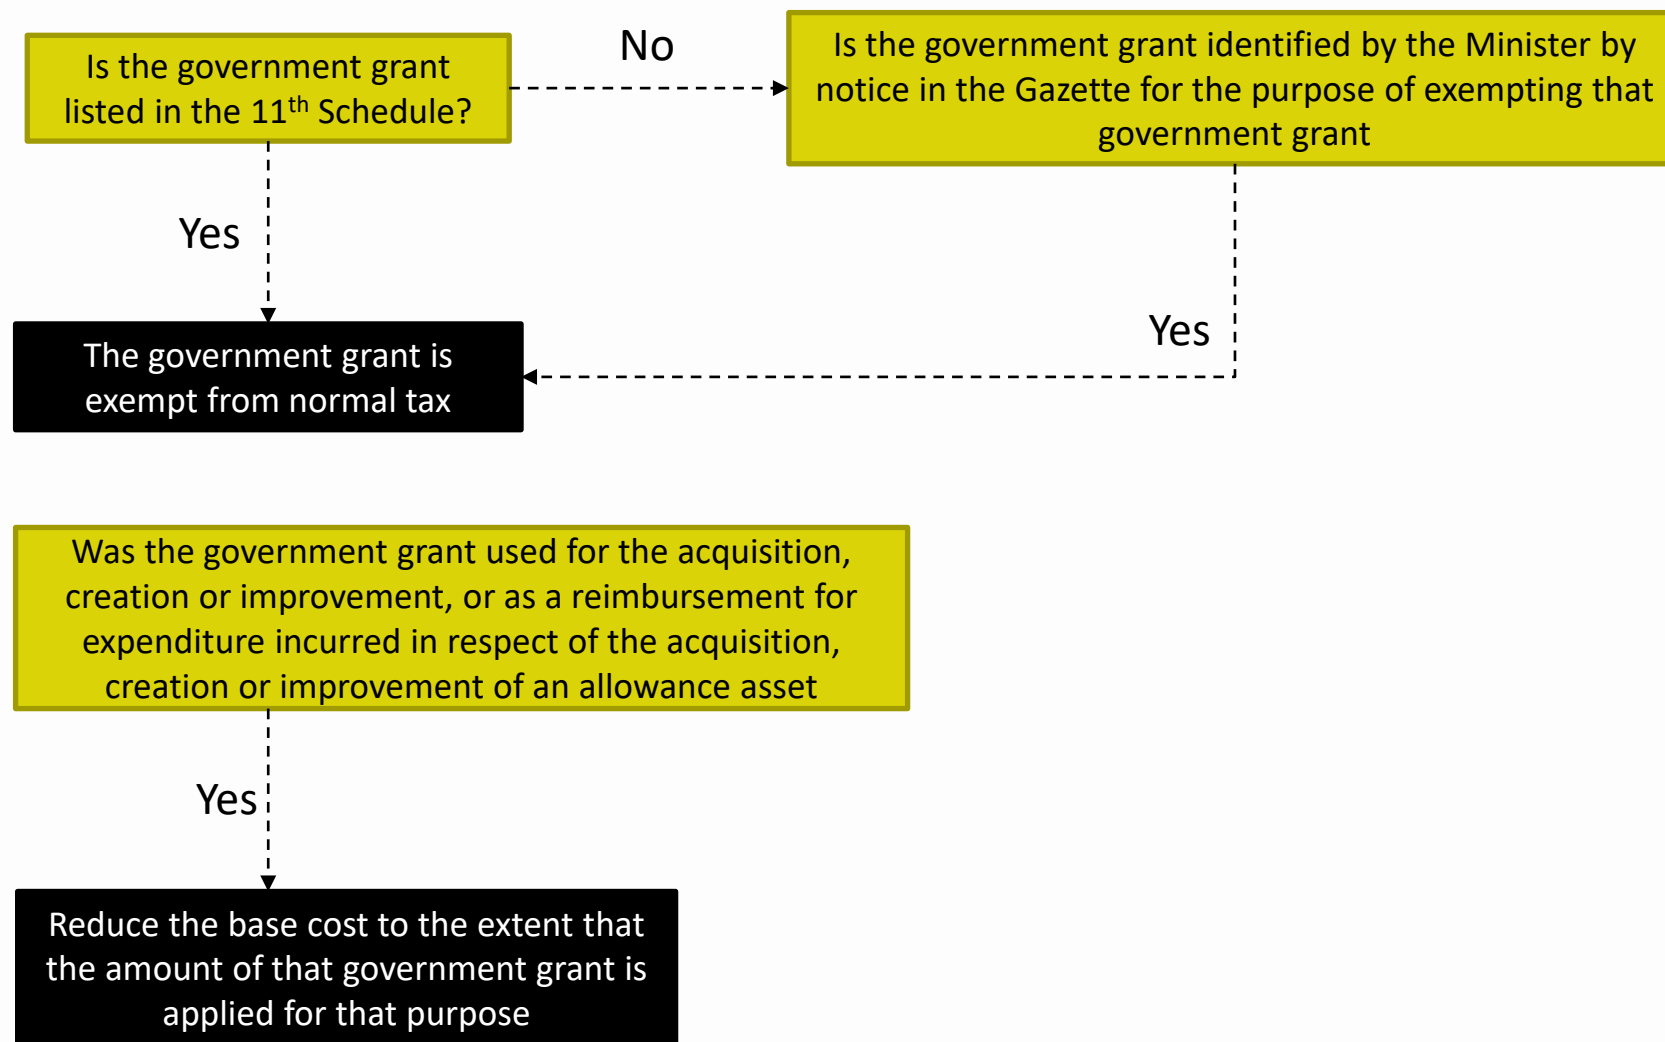 Is the government grant
listed in the 11th Schedule?
No
Is the government grant identified by the Minister by
notice in the Gazette for the purpose of exempting that
government grant
Yes
Yes
The government grant is
exempt from normal tax
Was the government grant used for the acquisition,
creation or improvement, or as a reimbursement for
expenditure incurred in respect of the acquisition,
creation or improvement of an allowance asset
Yes
Reduce the base cost to the extent that
the amount of that government grant is
applied for that purpose